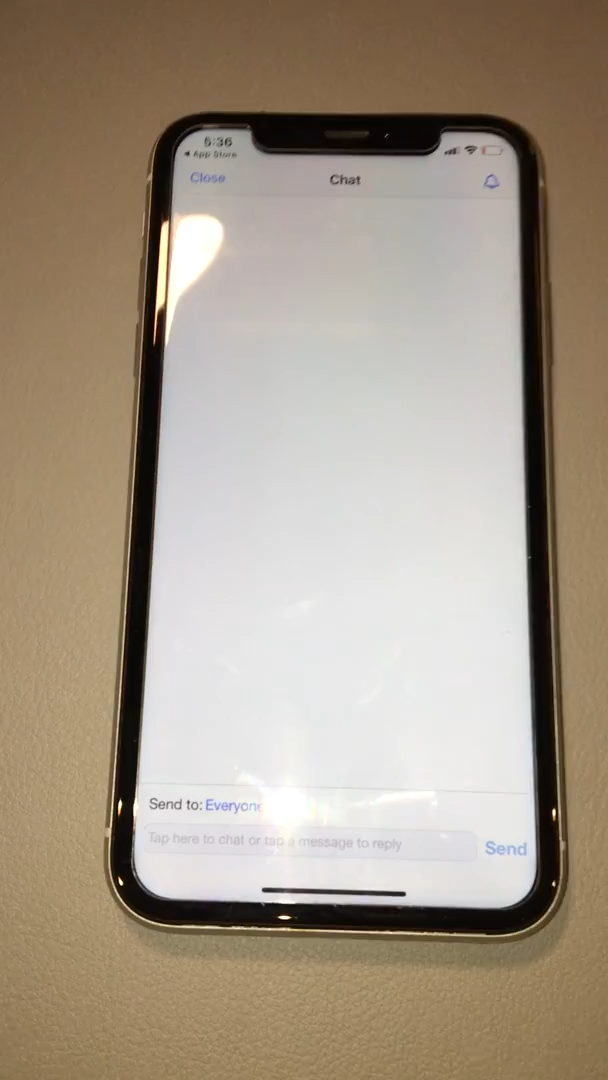 5:36
◂ App Store
Close
Chat
Send to: Everyone
Tap here to chat or tap a message to reply
Send